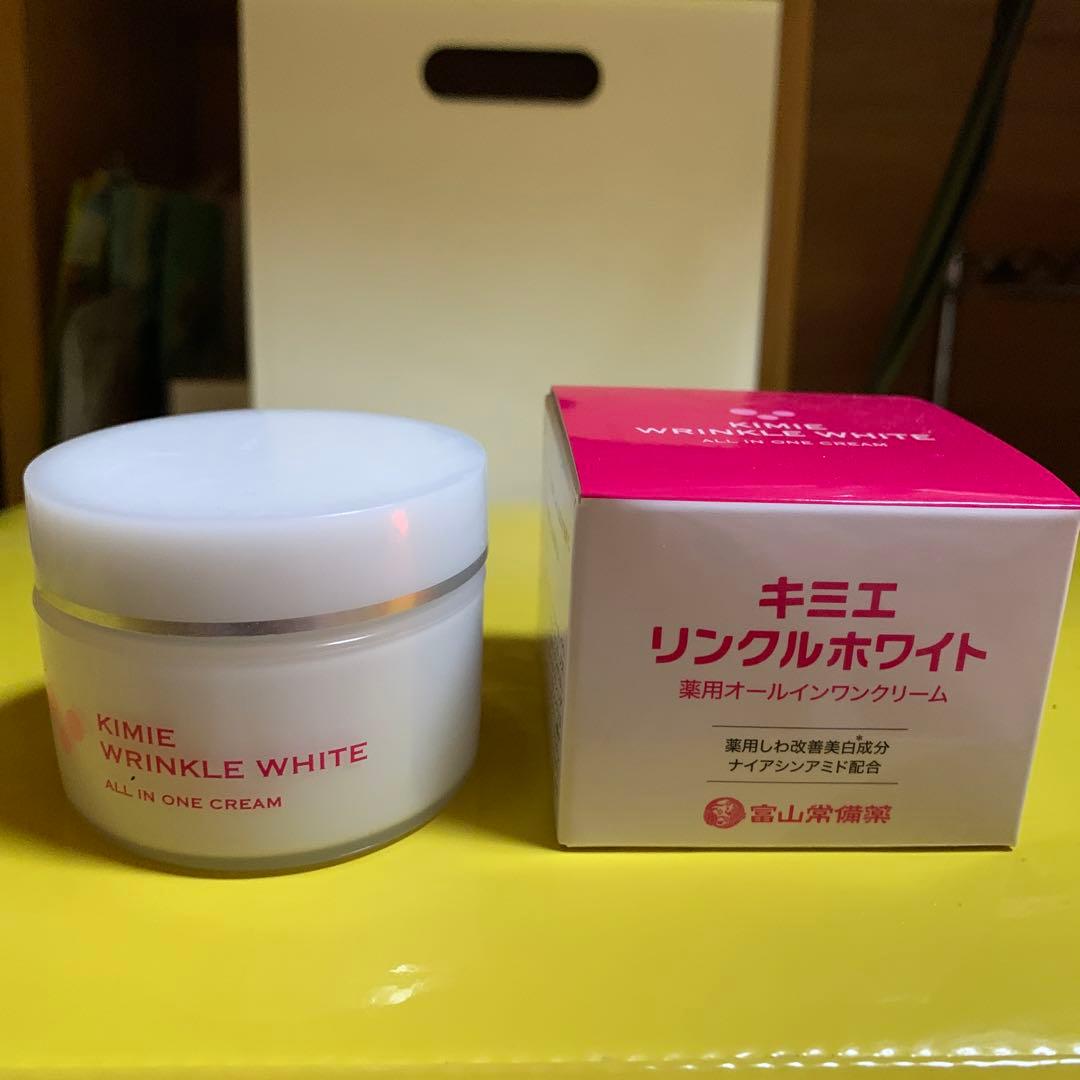 KIMIE
WRINKLE WHITE
ALL IN ONE CREAM
KIMIE
WRINKLE WHITE
ALL IN ONE CREAM
キミエ
リンクルホワイト
薬用オールインワンクリーム
薬用しわ改善美白*成分
ナイアシンアミド配合
富山常備薬